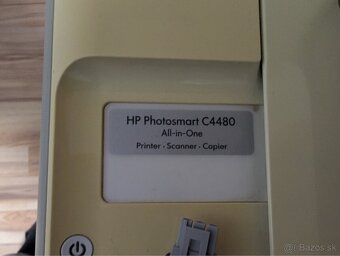 HP Photosmart C4480
All-in-One
Printer · Scanner · Copier
© Bazos.sk